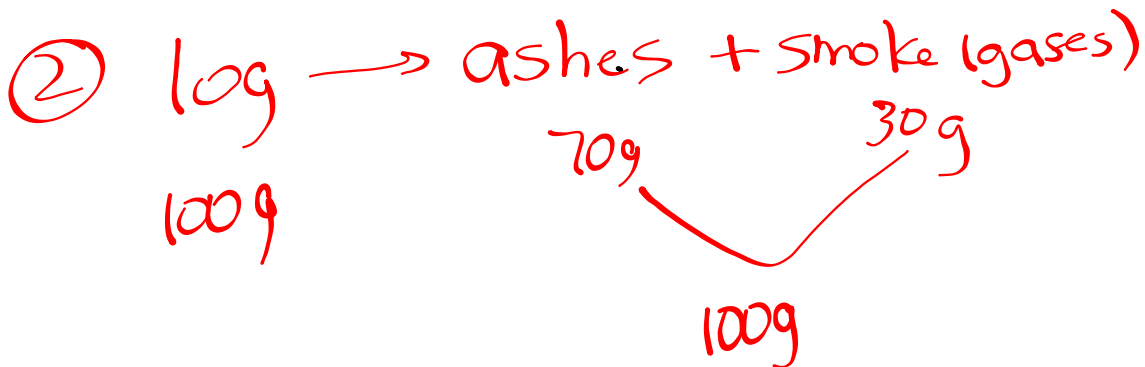 ② log → ashes + smoke (gases)
100g 70g 30g
100g